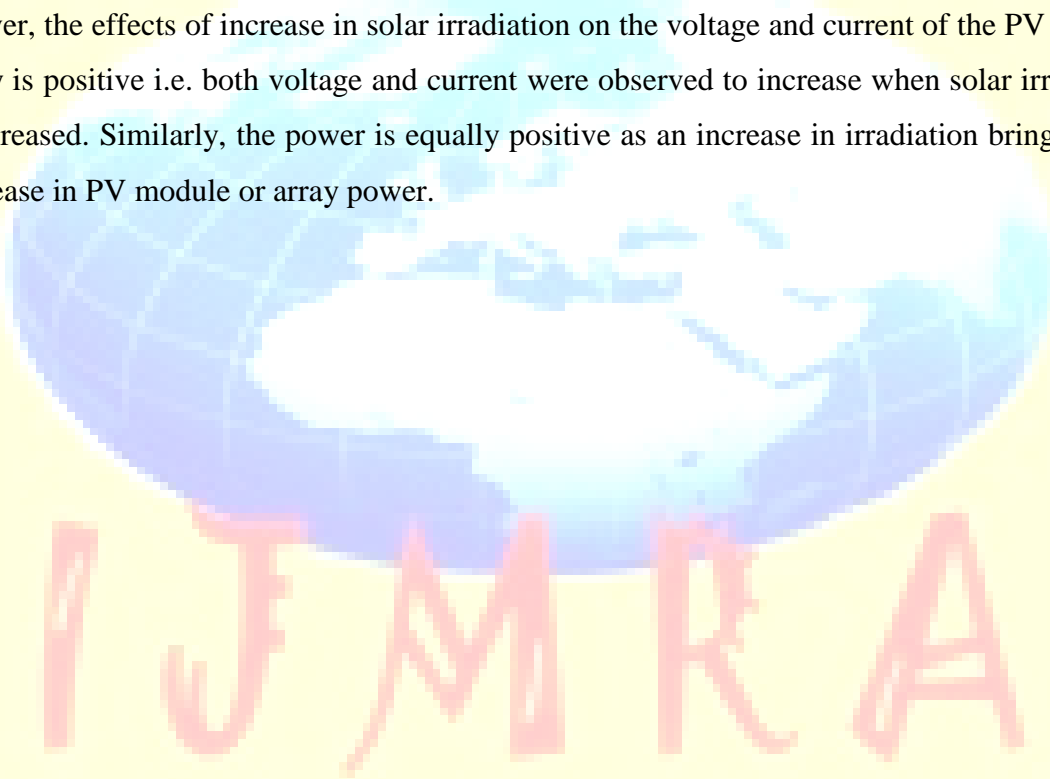 ver, the effects of increase in solar irradiation on the voltage and current of the PV
y is positive i.e. both voltage and current were observed to increase when solar irr
reased. Similarly, the power is equally positive as an increase in irradiation bring
ease in PV module or array power.
IJMRA